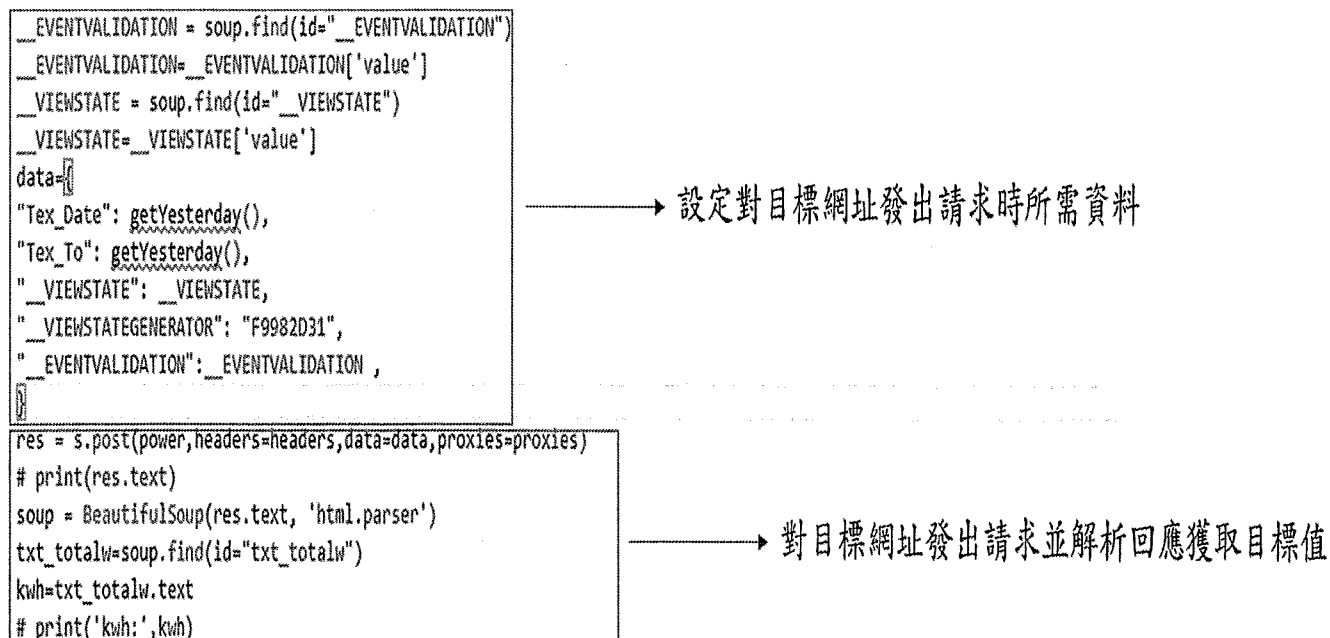 __EVENTVALIDATION = soup.find(id="__EVENTVALIDATION")
__EVENTVALIDATION=__EVENTVALIDATION['value']
__VIEWSTATE = soup.find(id="__VIEWSTATE")
__VIEWSTATE=__VIEWSTATE['value']
data={
"Tex_Date": getYesterday(),
"Tex_To": getYesterday(),
"__VIEWSTATE": __VIEWSTATE,
"__VIEWSTATEGENERATOR": "F9982D31",
"__EVENTVALIDATION":__EVENTVALIDATION ,
}
設定對目標網址發出請求時所需資料
res = s.post(power,headers=headers,data=data,proxies=proxies)
# print(res.text)
soup = BeautifulSoup(res.text, 'html.parser')
txt_totalw=soup.find(id="txt_totalw")
kwh=txt_totalw.text
# print('kwh:',kwh)
對目標網址發出請求並解析回應獲取目標值